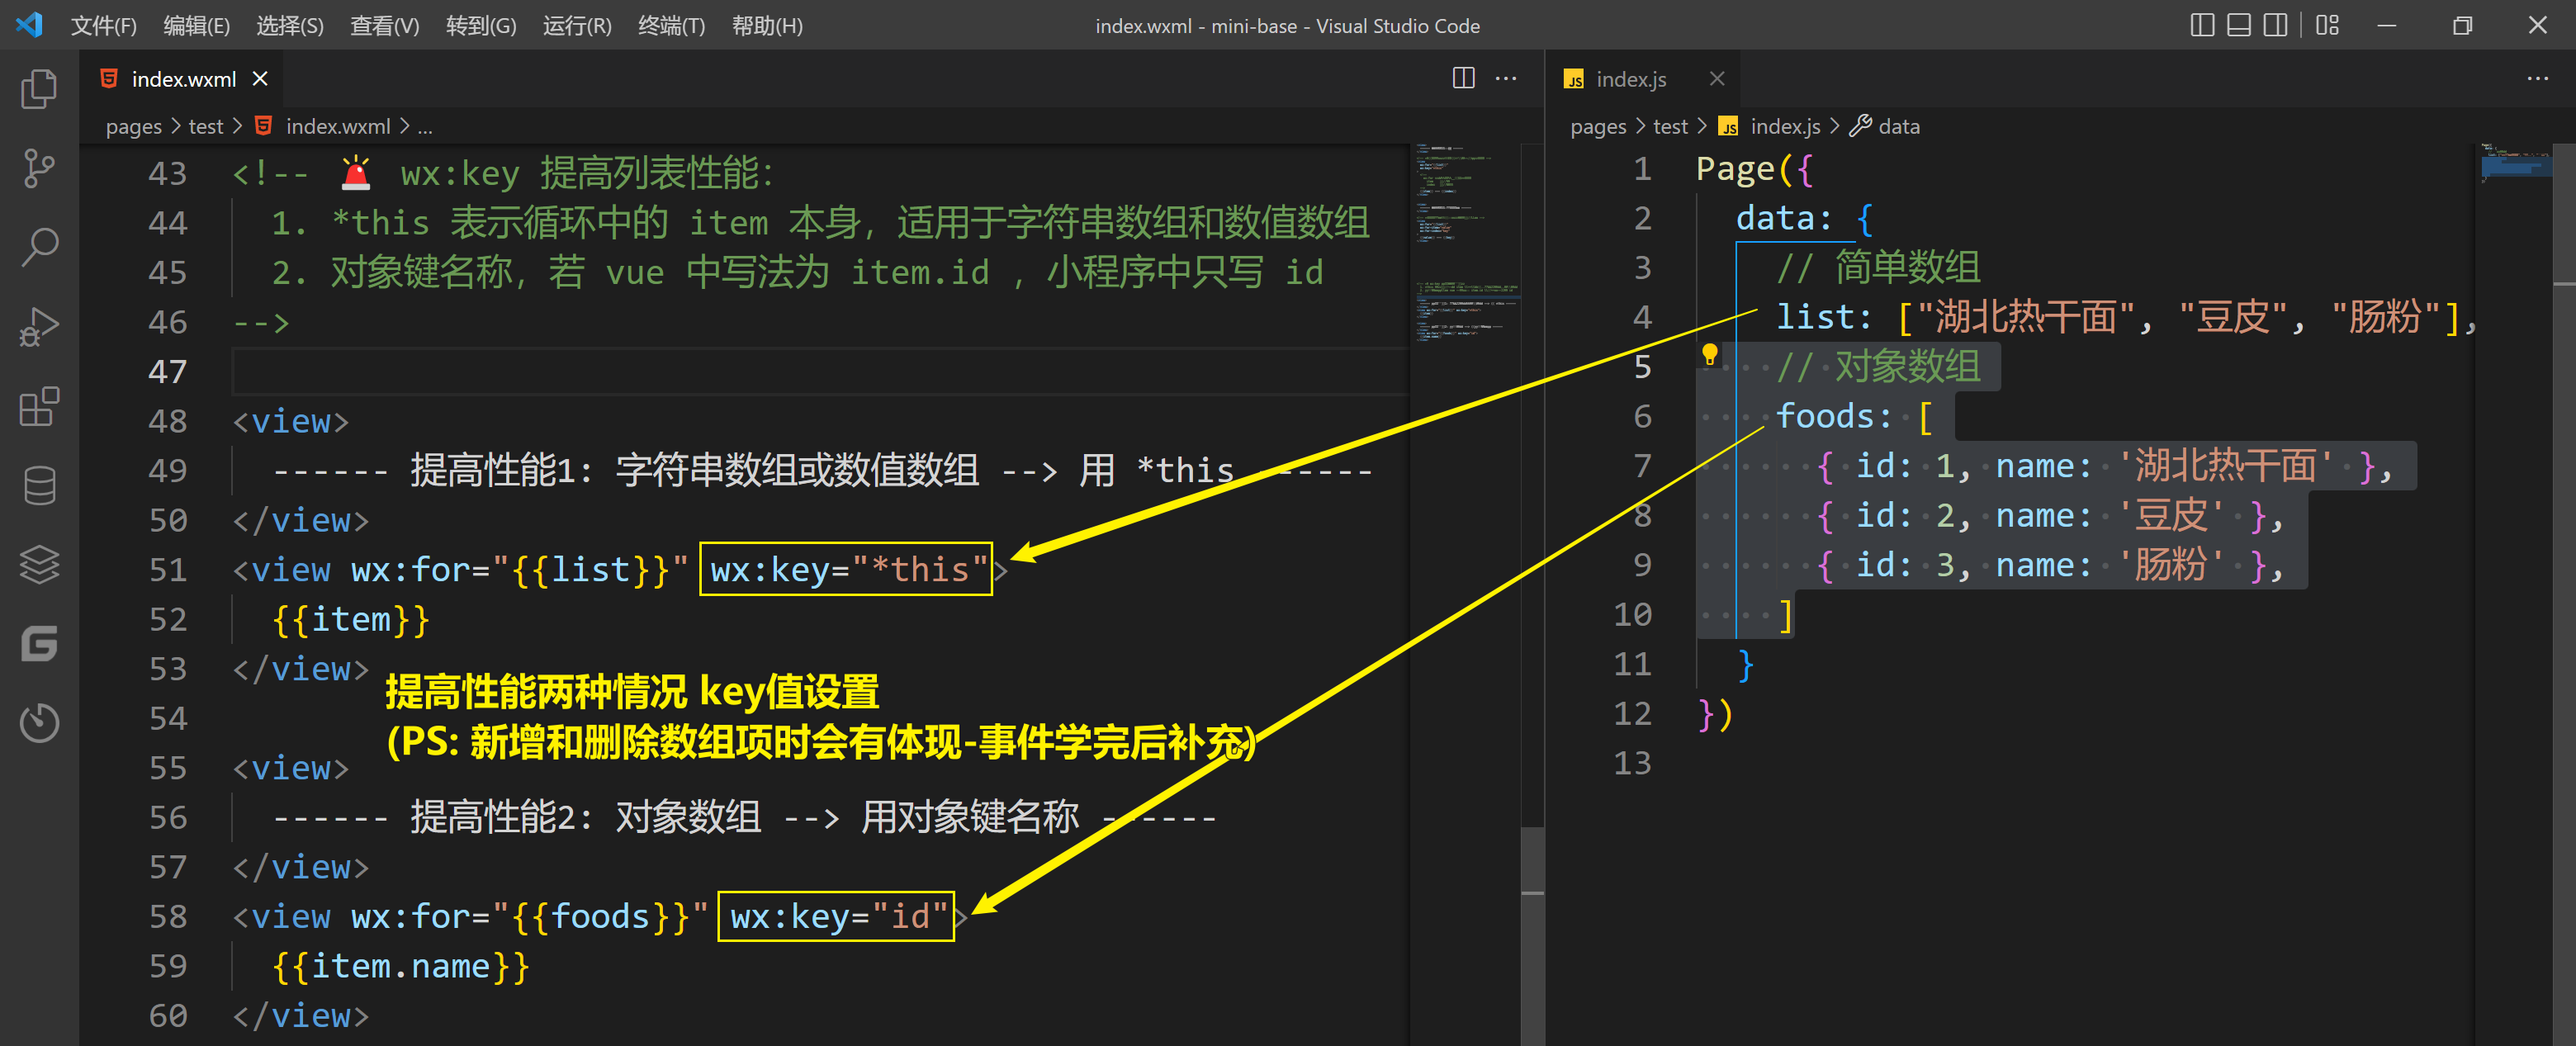 文件(F) 编辑(E) 选择(S) 查看(V) 转到(G) 运行(R) 终端(T) 帮助(H) index.wxml - mini-base - Visual Studio Code
index.wxml
pages > test > index.wxml > ...
43 <!-- 🚨 wx:key 提高列表性能：
44 1. *this 表示循环中的 item 本身，适用于字符串数组和数值数组
45 2. 对象键名称，若 vue 中写法为 item.id ，小程序中只写 id
46 -->
47
48 <view>
49 ------ 提高性能1: 字符串数组或数值数组 --> 用 *this ------
50 </view>
51 <view wx:for="{{list}}" wx:key="*this">
52 {{item}}
53 </view>
提高性能两种情况 key值设置
54
(PS: 新增和删除数组项时会有体现-事件学完后补充)
55 <view>
56 ------ 提高性能2: 对象数组 --> 用对象键名称 ------
57 </view>
58 <view wx:for="{{foods}}" wx:key="id">
59 {{item.name}}
60 </view>
JS index.js
pages > test > JS index.js > data
1 Page({
2 data: {
3 // 简单数组
4 list: ["湖北热干面", "豆皮", "肠粉"],
5 // 对象数组
6 foods: [
7 { id: 1, name: '湖北热干面' },
8 { id: 2, name: '豆皮' },
9 { id: 3, name: '肠粉' },
10 ]
11 }
12 })
13